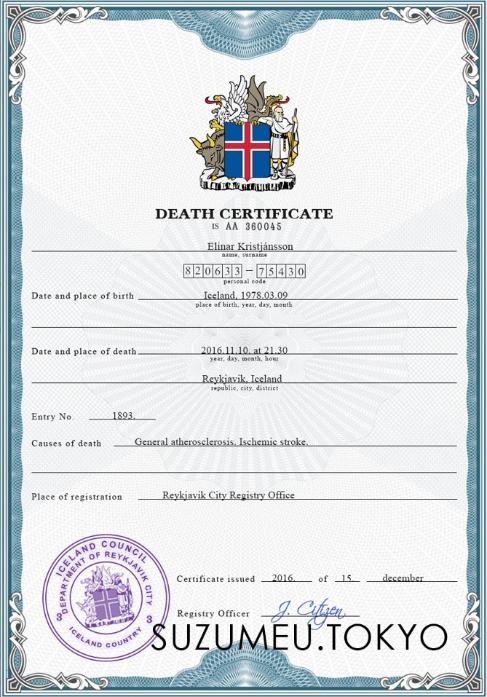 DEATH CERTIFICATE
IS AA 360045
Elinar Kristjánsson
name, surname
820633-75430
personal code
Date and place of birth Iceland, 1978.03.09
place of birth, year, day, month
Date and place of death 2016.11.10. at 21.30
year, day, month, hour
Reykjavik, Iceland
republic, city, district
Entry No. 1893.
Causes of death General atherosclerosis. Ischemic stroke.
Place of registration Reykjavik City Registry Office
ICELAND COUNCIL
DEPARTMENT OF REYKJAVIK CITY
3 3
ICELAND COUNTRY
Certificate issued 2016. of 15. december
Registry Officer J. Citizen
SUZUMEU.TOKYO